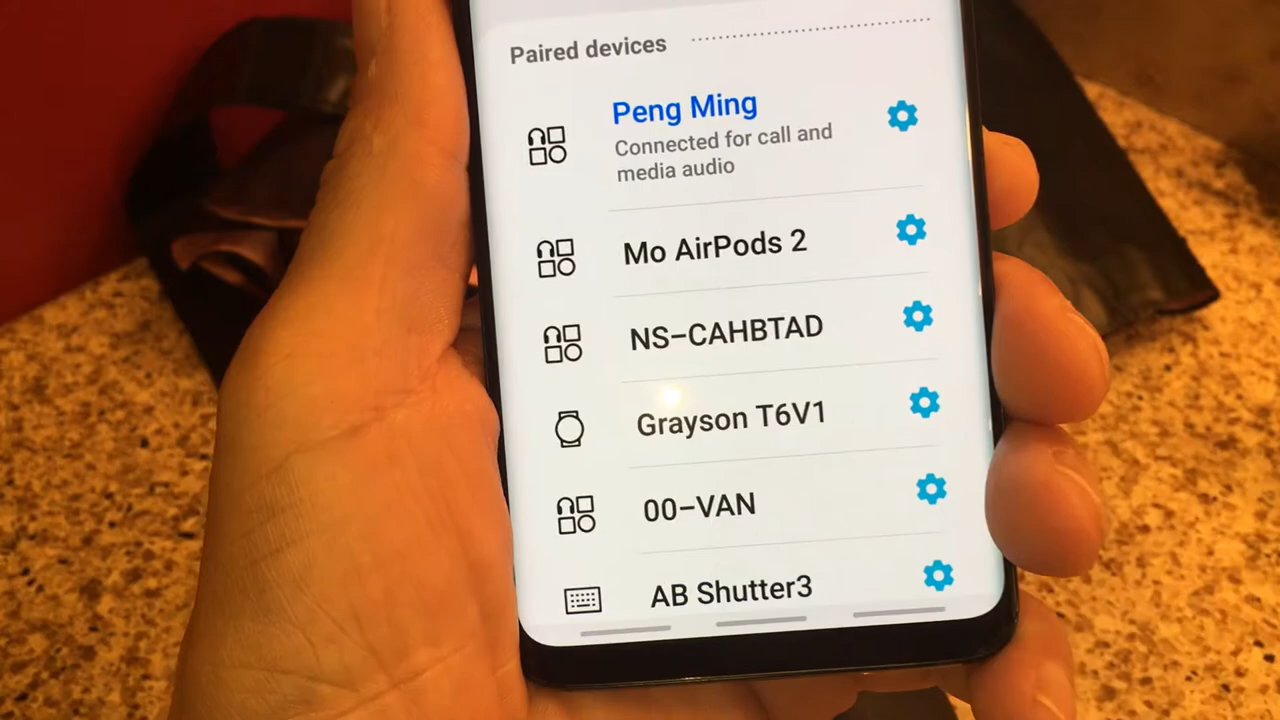 Paired devices
Peng Ming
Connected for call and
media audio
Mo AirPods 2
NS-CAHBTAD
Grayson T6V1
00-VAN
AB Shutter3